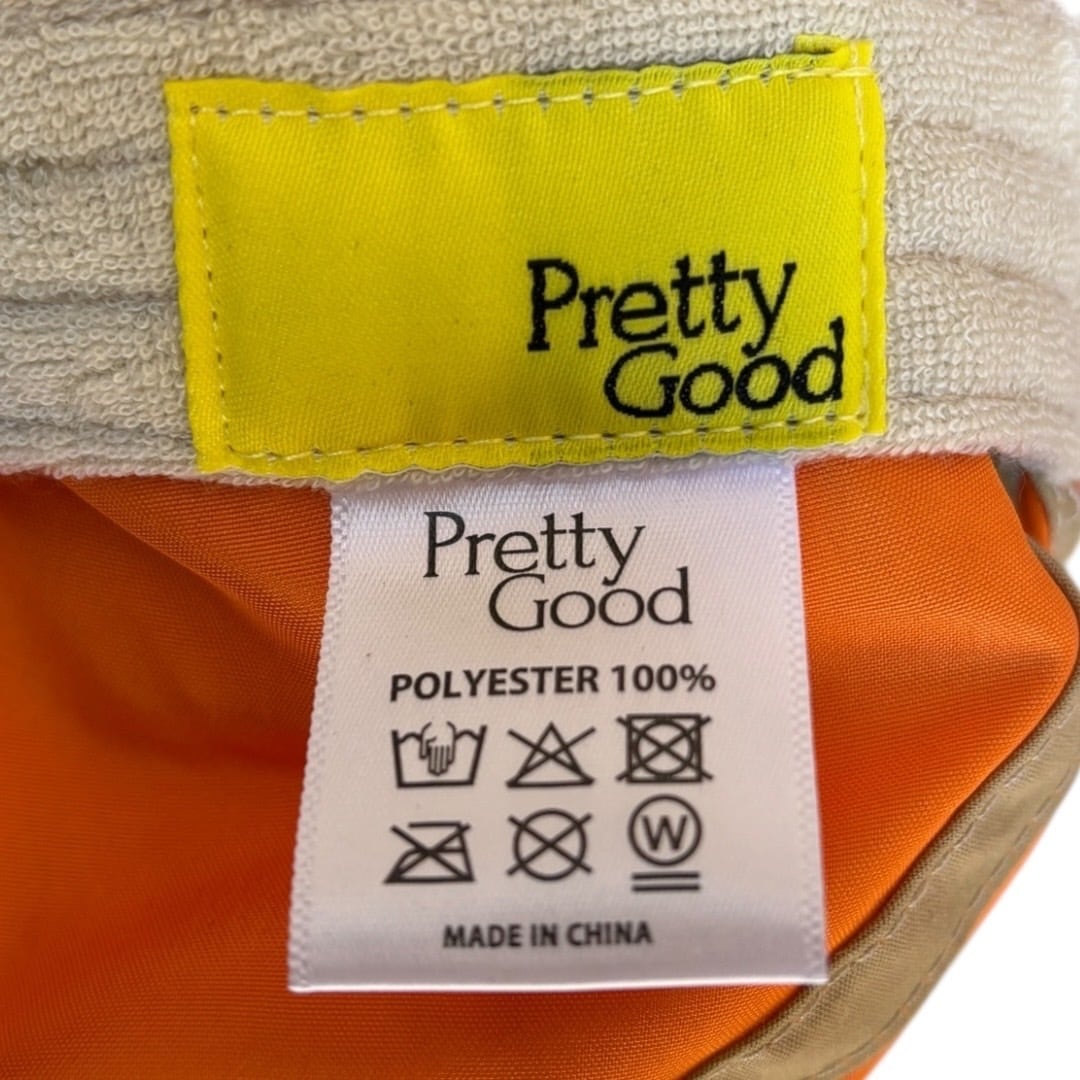 Pretty
Good
Pretty
Good
POLYESTER 100%
W
MADE IN CHINA